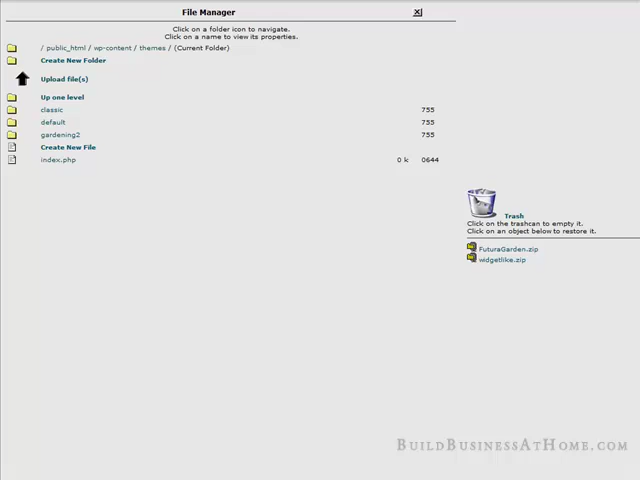 File Manager
Click on a folder icon to navigate.
Click on a name to view its properties.
/ public_html / wp-content / themes / (Current Folder)
Create New Folder
Upload file(s)
Up one level
classic 755
default 755
gardening2 755
Create New File
index.php 0 k 0644
Trash
Click on the trashcan to empty it.
Click on an object below to restore it.
FuturaGarden.zip
widgetlike.zip
BuildBusinessAtHome.com